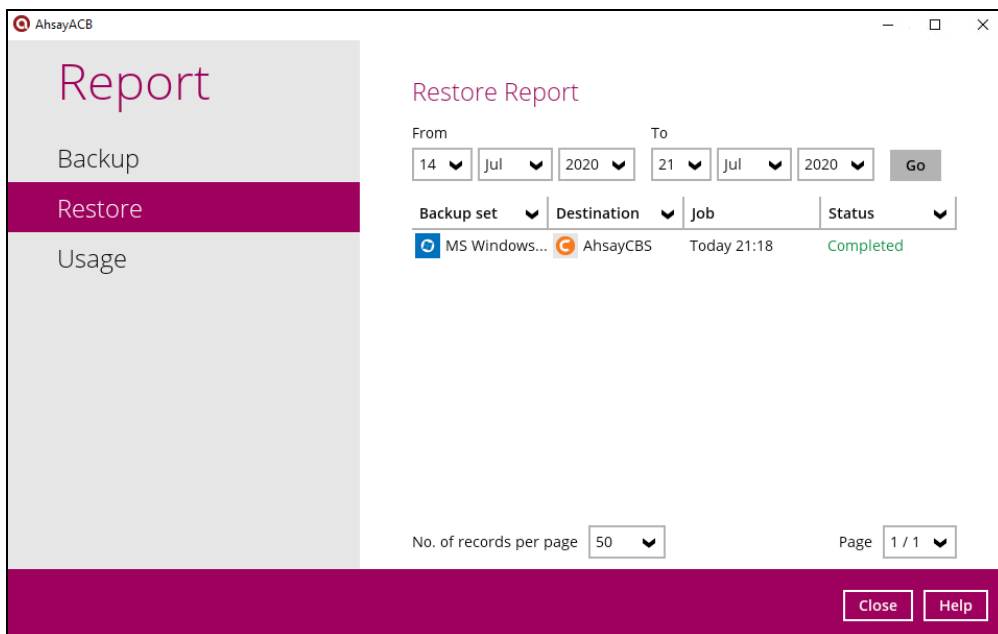 AhsayACB
Report
Backup
Restore
Usage
Restore Report
From To
14 Jul 2020 21 Jul 2020 Go
Backup set Destination Job Status
MS Windows... AhsayCBS Today 21:18 Completed
No. of records per page 50 Page 1 / 1
Close Help